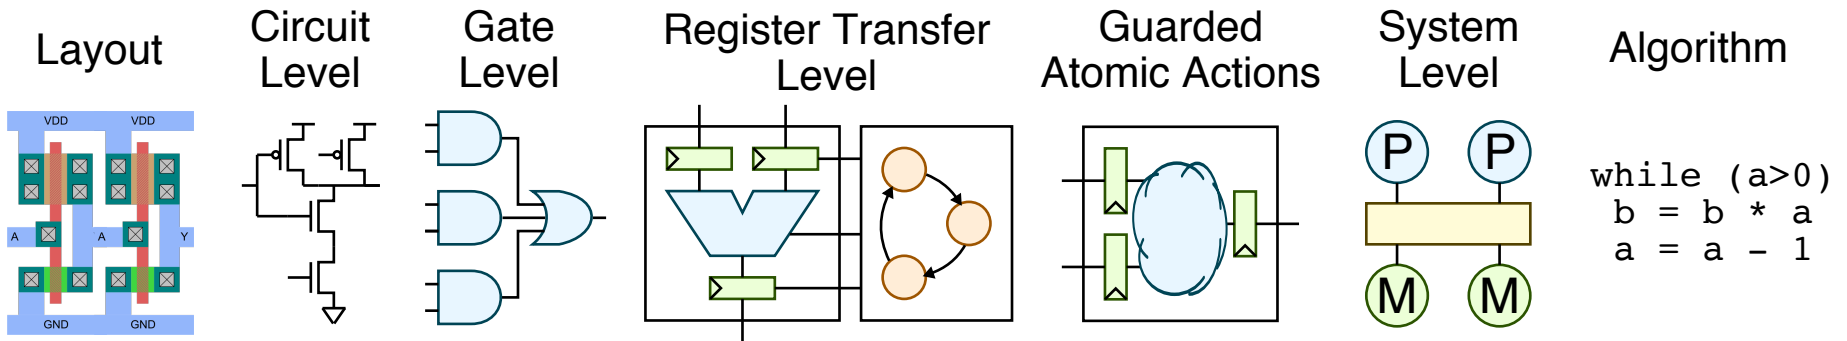 Layout
Circuit
Level
Gate
Level
Register Transfer
Level
Guarded
Atomic Actions
System
Level
Algorithm
VDD
VDD
A
A
Y
GND
GND
P
P
M
M
while (a>0)
b = b * a
a = a - 1